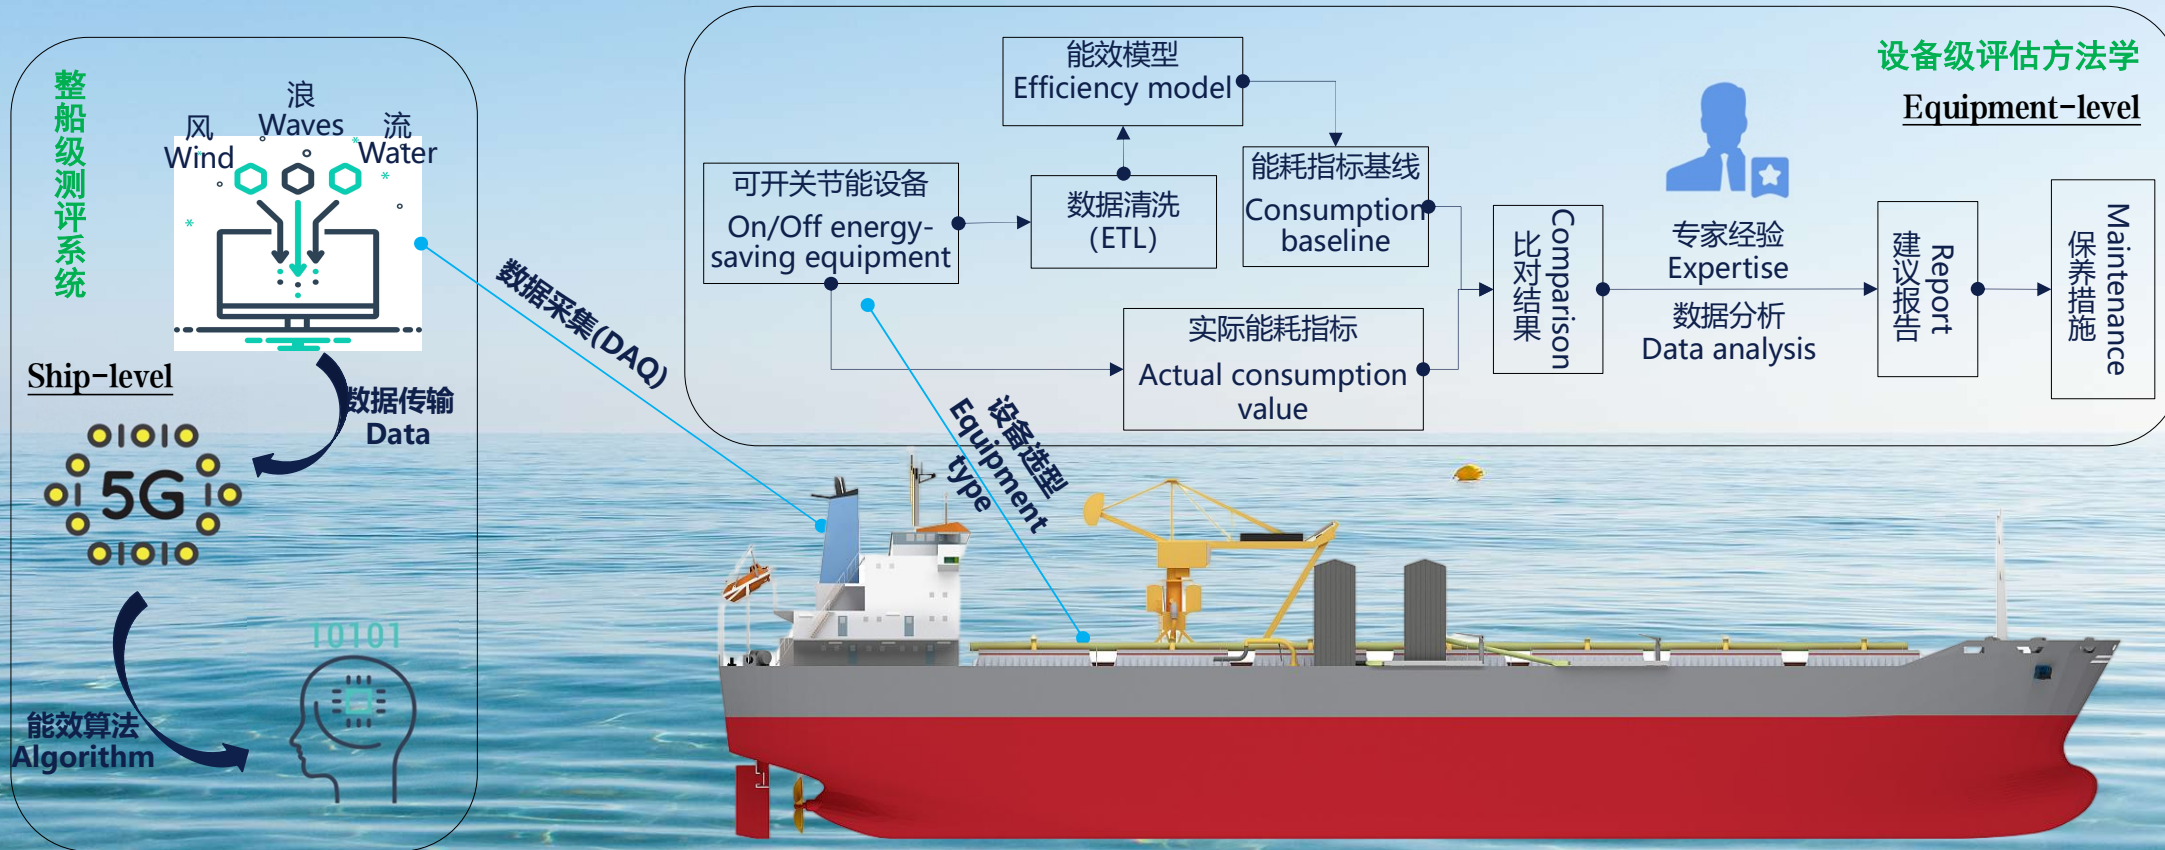 整船级测评系统
浪
Waves
风
Wind
流
Water
Ship-level
数据传输
Data
5G
10101
能效算法
Algorithm
数据采集(DAQ)
设备选型
Equipment
type
设备级评估方法学
Equipment-level
能效模型
Efficiency model
可开关节能设备
On/Off energy-
saving equipment
数据清洗
(ETL)
能耗指标基线
Consumption
baseline
实际能耗指标
Actual consumption
value
Comparison
比对结果
专家经验
Expertise
数据分析
Data analysis
Report
建议报告
Maintenance
保养措施